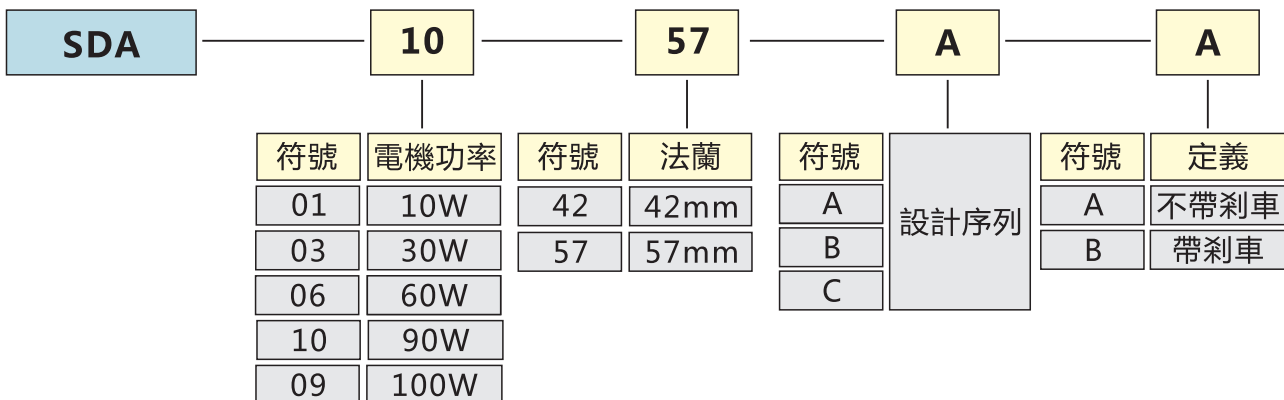 SDA 10 57 A A
符號 電機功率 符號 法蘭 符號 設計序列 符號 定義
01 10W 42 42mm A A 不帶剎車
03 30W 57 57mm B B 帶剎車
06 60W C
10 90W
09 100W